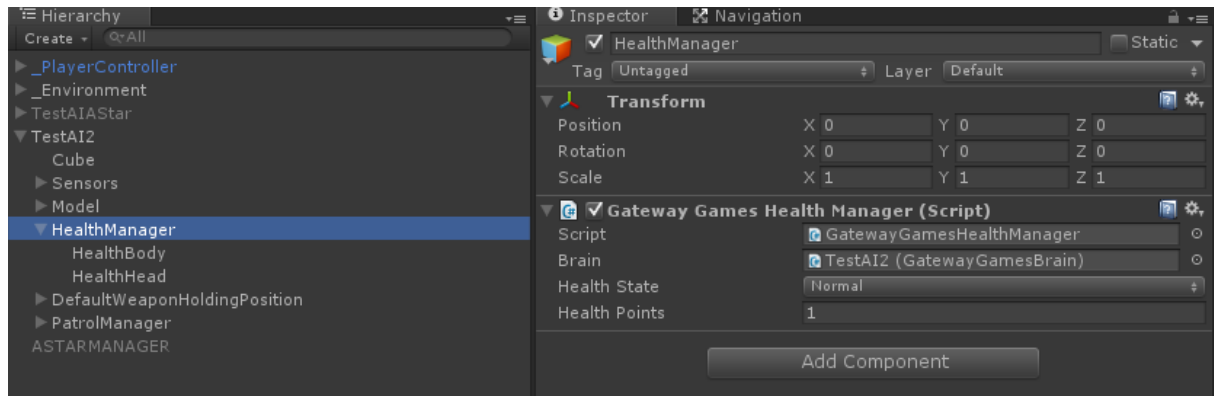 Hierarchy
Create All
_PlayerController
_Environment
TestAIAStar
TestAI2
Cube
Sensors
Model
HealthManager
HealthBody
HealthHead
DefaultWeaponHoldingPosition
PatrolManager
ASTARMANAGER
Inspector Navigation
HealthManager Static
Tag Untagged Layer Default
Transform
Position X 0 Y 0 Z 0
Rotation X 0 Y 0 Z 0
Scale X 1 Y 1 Z 1
Gateway Games Health Manager (Script)
Script GatewayGamesHealthManager
Brain TestAI2 (GatewayGamesBrain)
Health State Normal
Health Points 1
Add Component